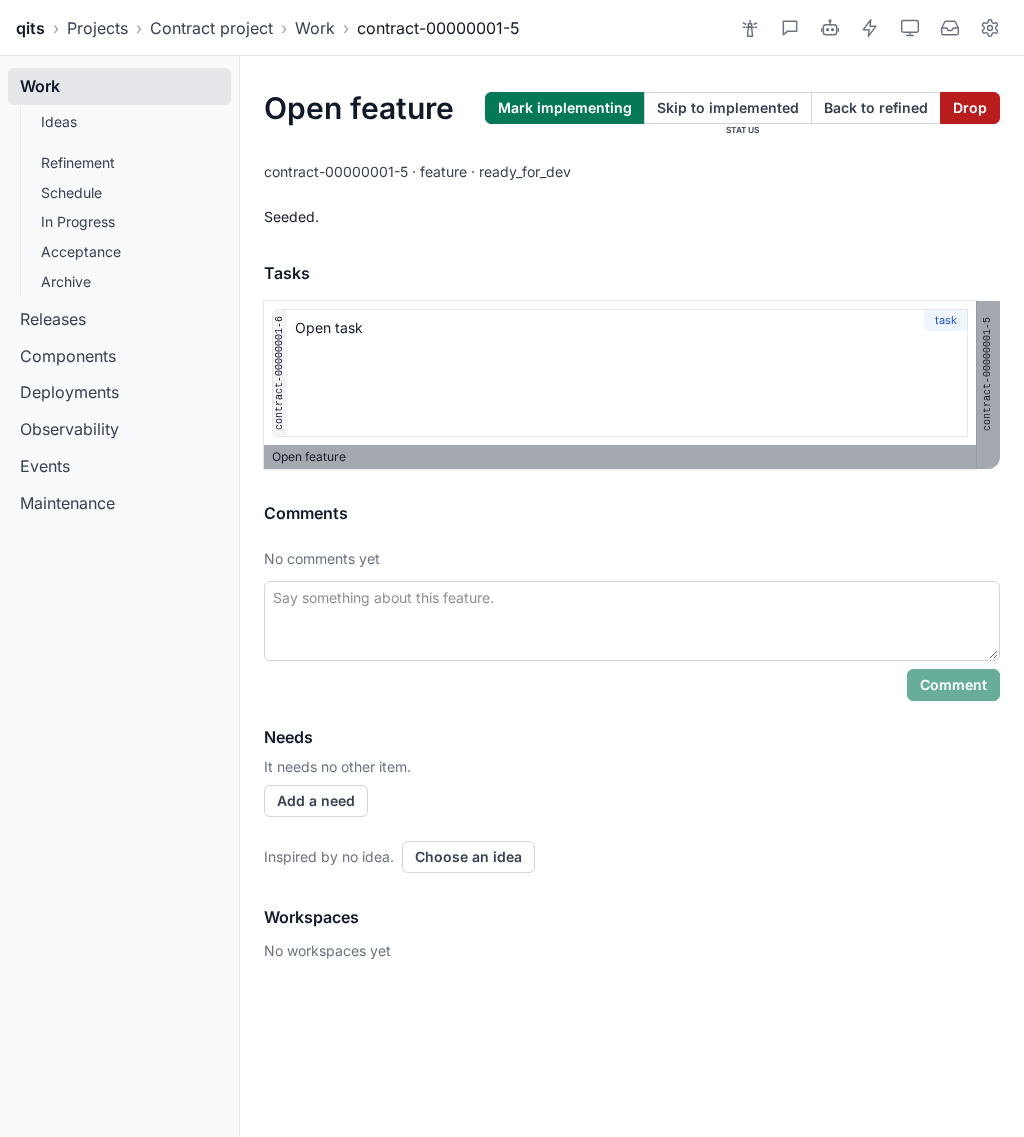 qits › Projects › Contract project › Work › contract-00000001-5
Work
Ideas
Refinement
Schedule
In Progress
Acceptance
Archive
Releases
Components
Deployments
Observability
Events
Maintenance
Open feature
Mark implementing
Skip to implemented
Back to refined
Drop
STATUS
contract-00000001-5 · feature · ready_for_dev
Seeded.
Tasks
contract-00000001-6
Open task
task
contract-00000001-5
Open feature
Comments
No comments yet
Say something about this feature.
Comment
Needs
It needs no other item.
Add a need
Inspired by no idea.
Choose an idea
Workspaces
No workspaces yet